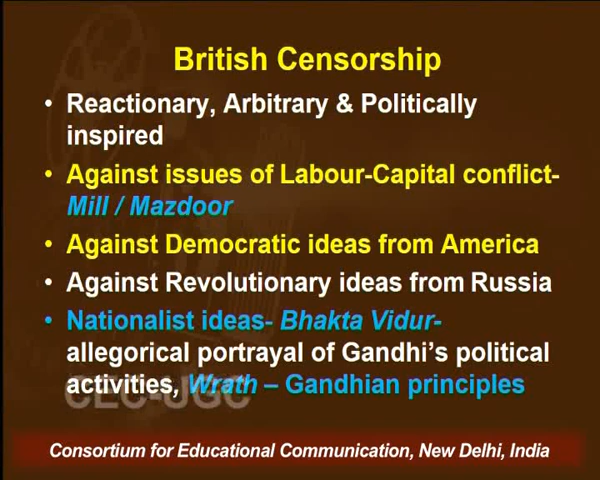 British Censorship
• Reactionary, Arbitrary & Politically
inspired
• Against issues of Labour-Capital conflict-
Mill / Mazdoor
• Against Democratic ideas from America
• Against Revolutionary ideas from Russia
• Nationalist ideas- Bhakta Vidur-
allegorical portrayal of Gandhi's political
activities, Wrath – Gandhian principles
CEC-UGC
Consortium for Educational Communication, New Delhi, India